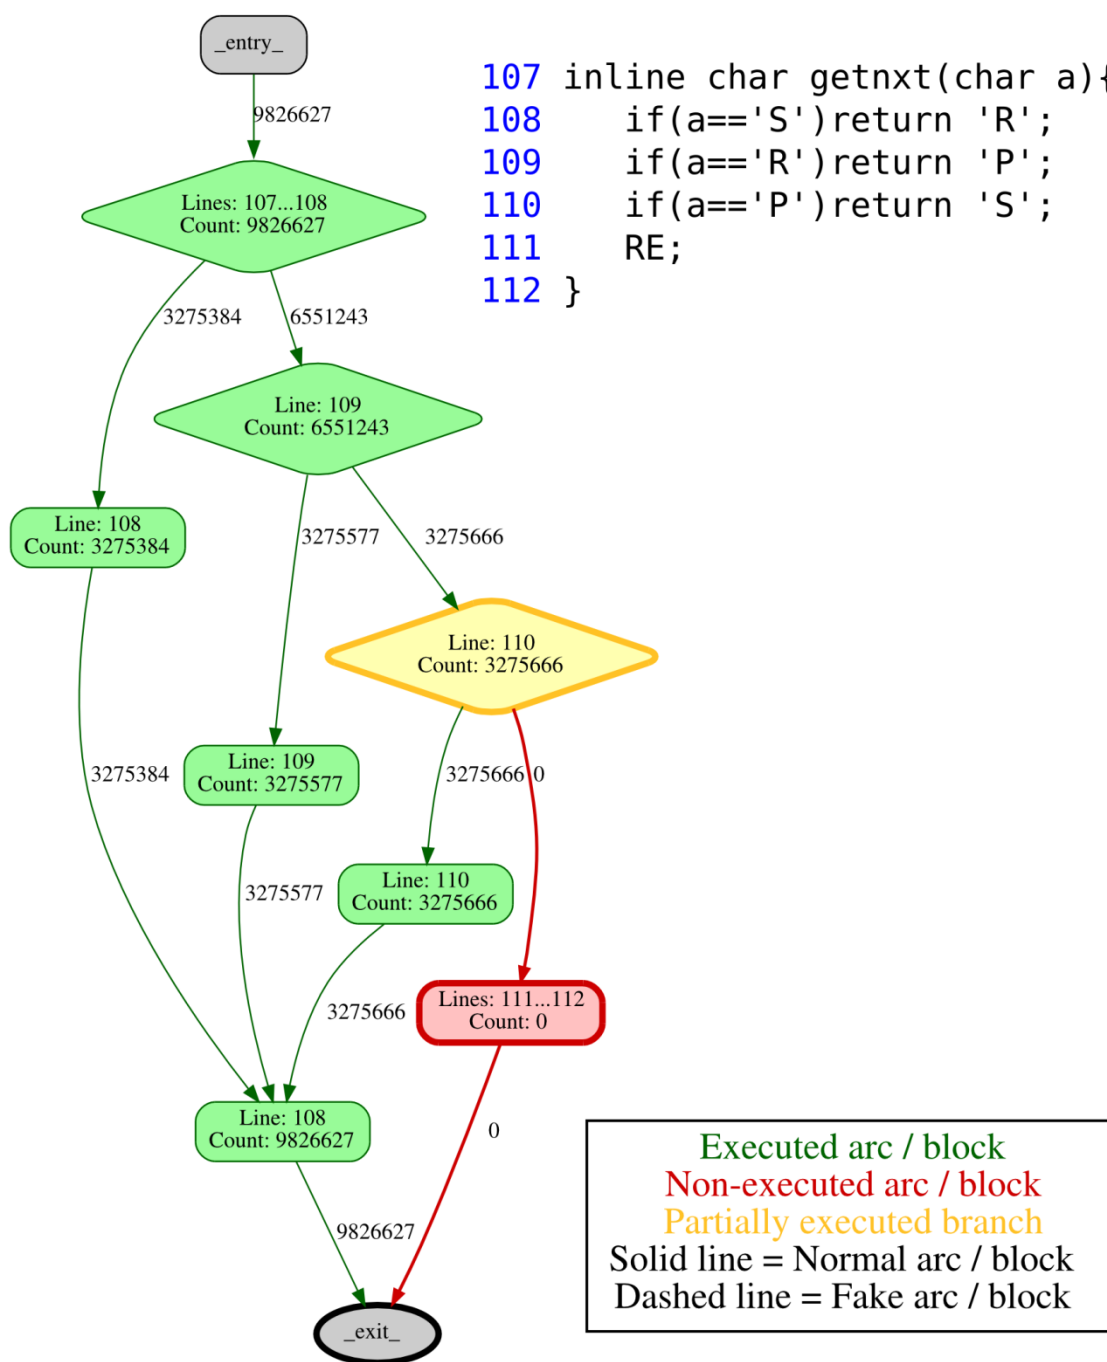 _entry_
107 inline char getnxt(char a){
108 if(a=='S')return 'R';
109 if(a=='R')return 'P';
110 if(a=='P')return 'S';
111 RE;
112 }
9826627
Lines: 107...108
Count: 9826627
3275384
6551243
Line: 109
Count: 6551243
Line: 108
Count: 3275384
3275577
3275666
Line: 110
Count: 3275666
3275384
Line: 109
Count: 3275577
3275666
0
3275577
Line: 110
Count: 3275666
3275666
Lines: 111...112
Count: 0
Line: 108
Count: 9826627
0
9826627
_exit_
Executed arc / block
Non-executed arc / block
Partially executed branch
Solid line = Normal arc / block
Dashed line = Fake arc / block